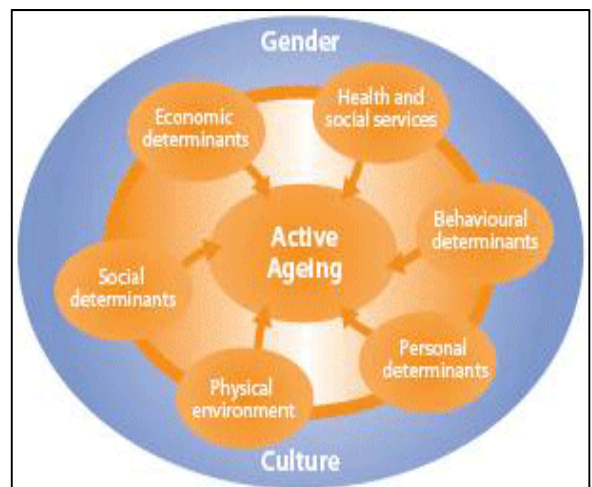 Gender
Economic
determinants
Health and
social services
Behavioural
determinants
Active
Ageing
Social
determinants
Personal
determinants
Physical
environment
Culture